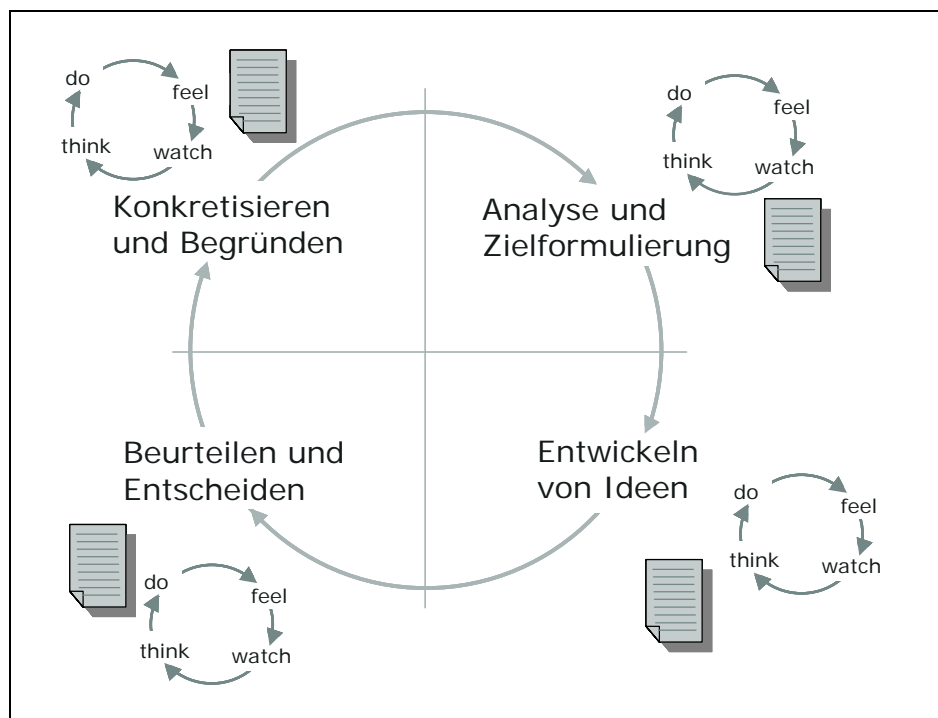 do
feel
think
watch
Konkretisieren
und Begründen
do
feel
think
watch
Analyse und
Zielformulierung
Beurteilen und
Entscheiden
do
feel
think
watch
Entwickeln
von Ideen
do
feel
think
watch